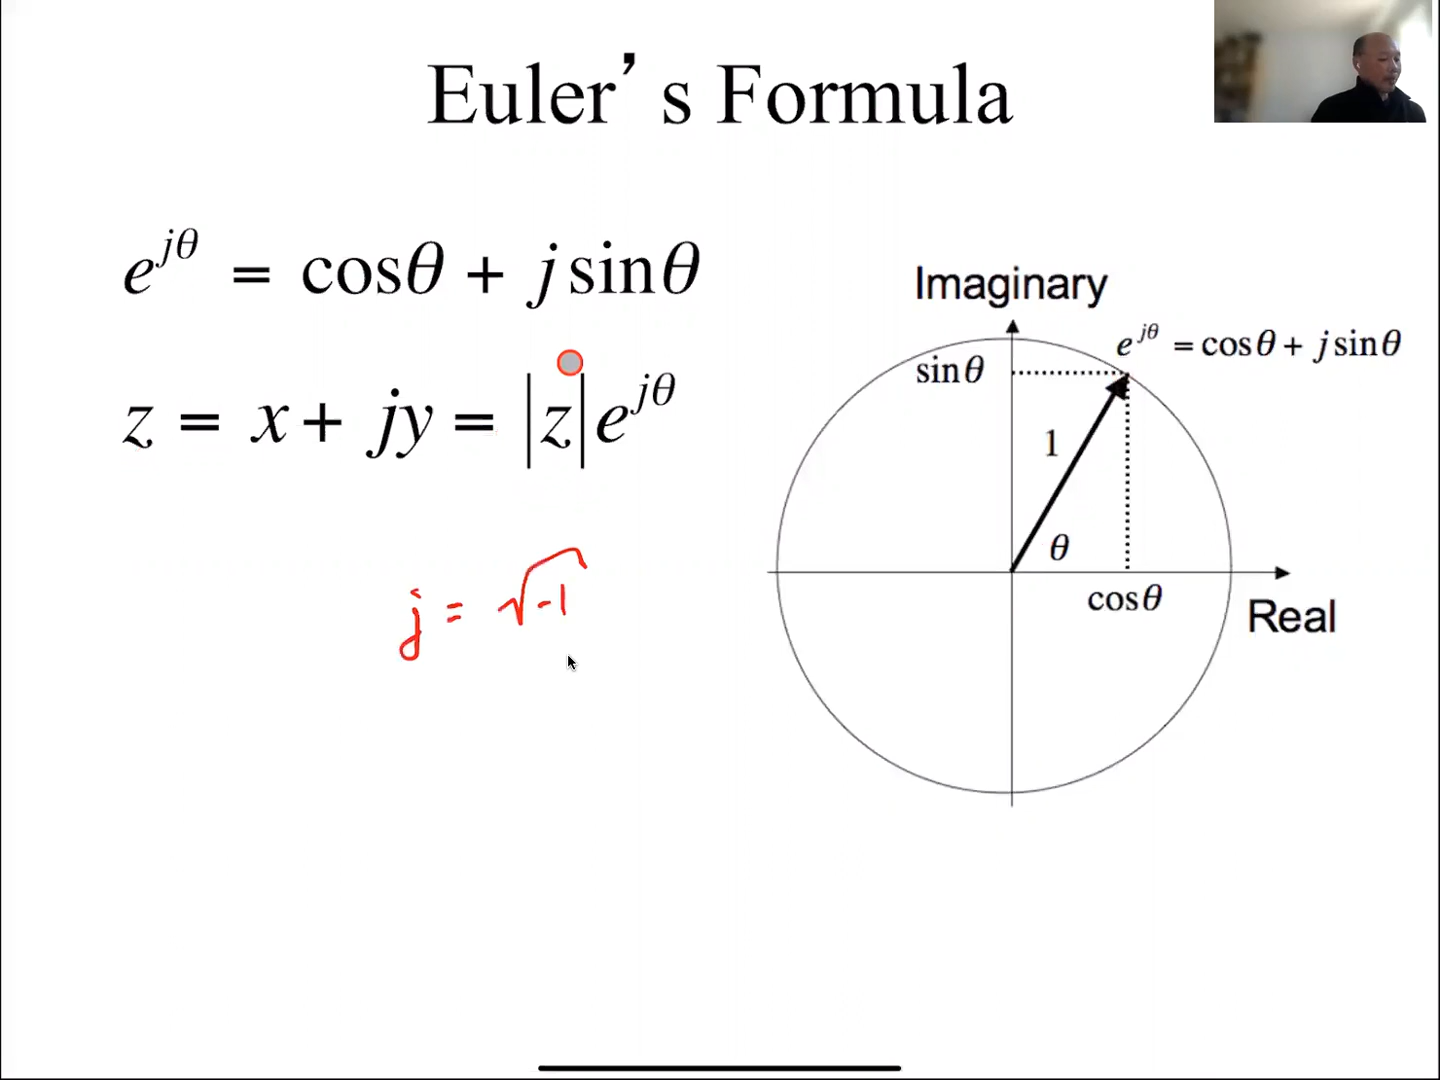 Euler's Formula
e^{jθ} = cosθ + j sinθ
z = x + jy = |z|e^{jθ}
j = √-1
Imaginary
e^{jθ} = cosθ + j sinθ
sinθ
1
θ
cosθ
Real